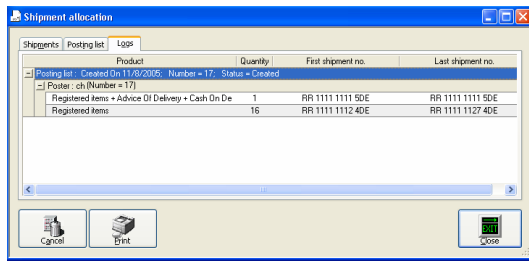 Shipment allocation
Shipments Posting list Logs
Product Quantity First shipment no. Last shipment no.
Posting list : Created On 11/8/2005; Number = 17; Status = Created
Poster : ch (Number = 17)
Registered items + Advice Of Delivery + Cash On De 1 RR 1111 1111 5DE RR 1111 1111 5DE
Registered items 16 RR 1111 1112 4DE RR 1111 1127 4DE
Cancel Print EXIT Close